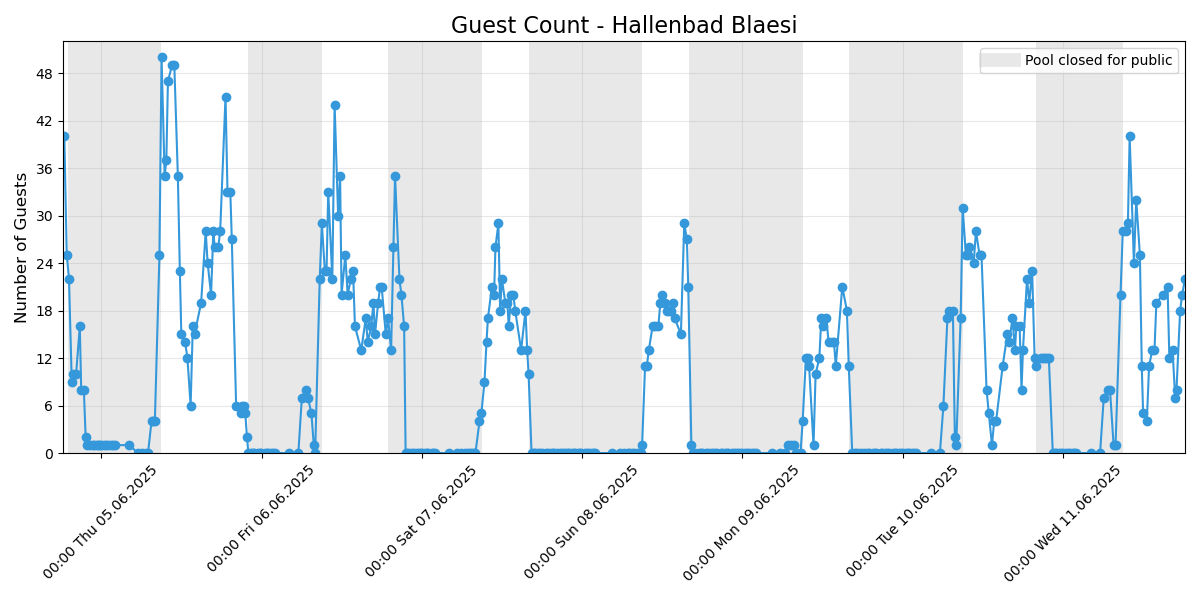 Guest Count - Hallenbad Blaesi
Pool closed for public
Number of Guests
48
42
36
30
24
18
12
6
0
00:00 Thu 05.06.2025
00:00 Fri 06.06.2025
00:00 Sat 07.06.2025
00:00 Sun 08.06.2025
00:00 Mon 09.06.2025
00:00 Tue 10.06.2025
00:00 Wed 11.06.2025